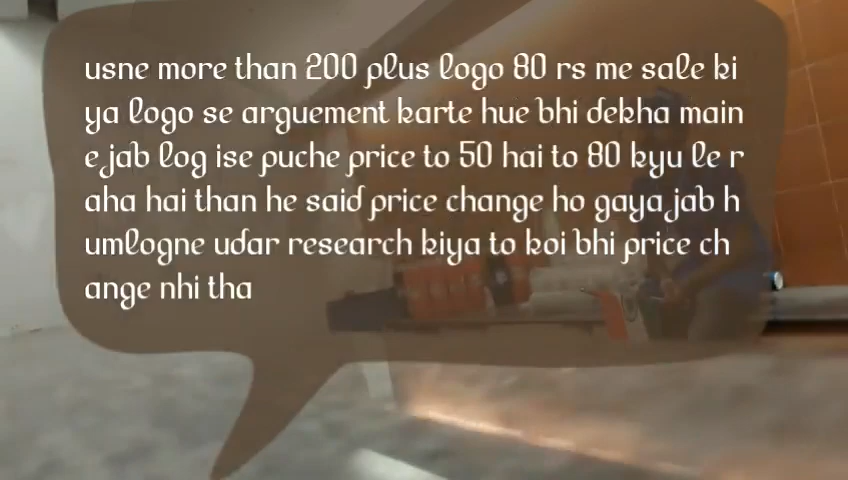 usne more than 200 plus logo 80 rs me sale ki
ya logo se arguement karte hue bhi dekha main
e jab log ise puche price to 50 hai to 80 kyu le r
aha hai than he said price change ho gaya jab h
umlogne udar research kiya to koi bhi price ch
ange nhi tha